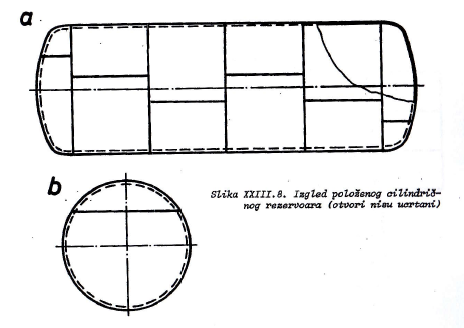 a
b
Slika XXIII.8. Izgled položenog cilindrič-
nog rezervoara (otvori nisu ucrtani)